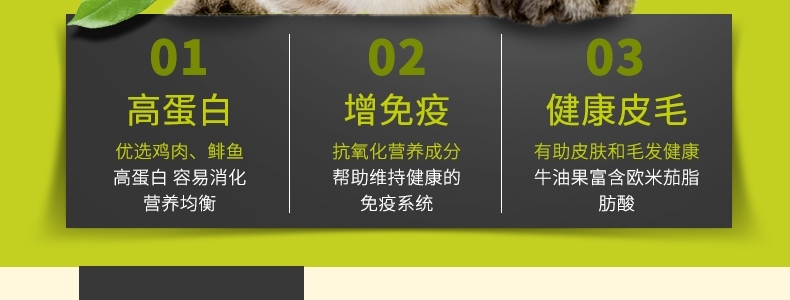 01
高蛋白
优选鸡肉、鲱鱼
高蛋白 容易消化
营养均衡
02
增免疫
抗氧化营养成分
帮助维持健康的
免疫系统
03
健康皮毛
有助皮肤和毛发健康
牛油果富含欧米茄脂
肪酸